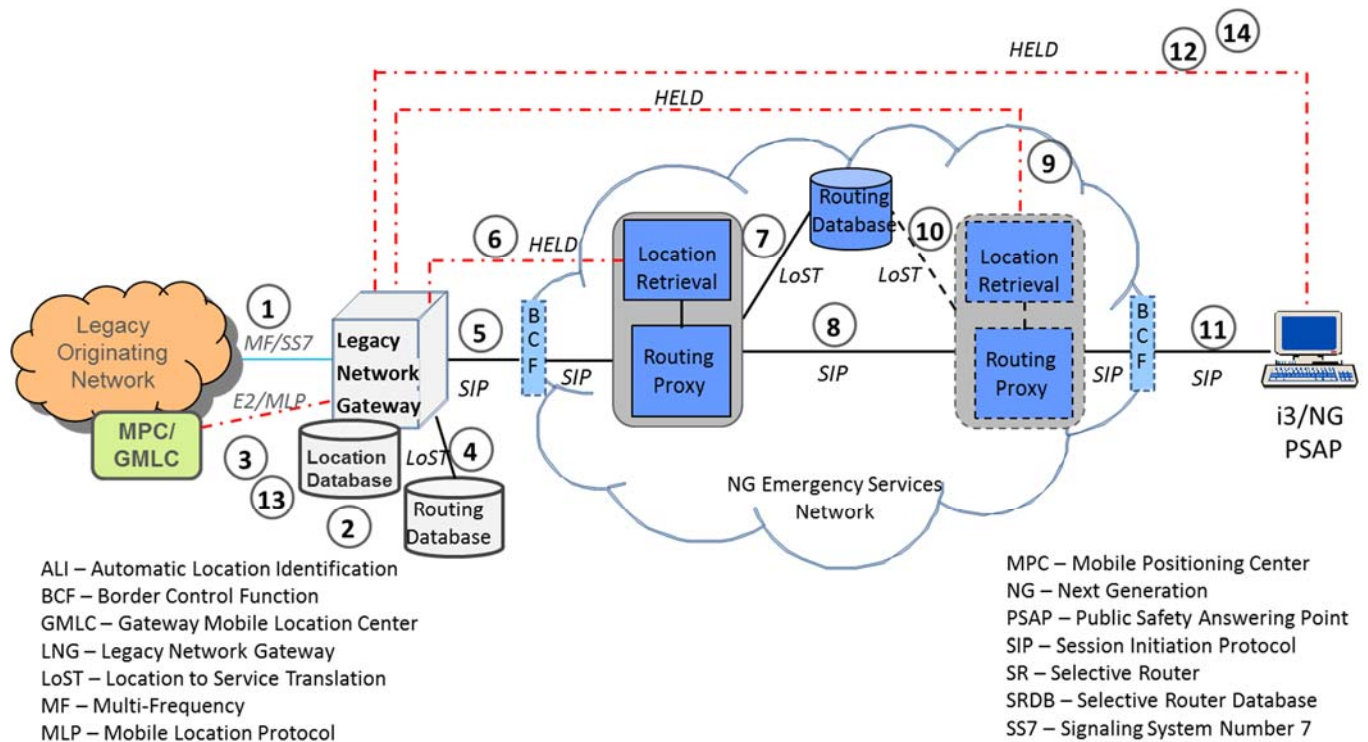 HELD
12
14
HELD
9
Routing
Database
10
LoST
LoST
7
6
HELD
Location
Retrieval
Location
Retrieval
1
MF/SS7
Legacy
Originating
Network
Legacy
Network
Gateway
5
SIP
B
C
F
SIP
Routing
Proxy
8
SIP
Routing
Proxy
SIP
B
C
F
11
SIP
i3/NG
PSAP
E2/MLP
MPC/
GMLC
3
13
Location
Database
2
LoST
4
Routing
Database
NG Emergency Services
Network
ALI – Automatic Location Identification
BCF – Border Control Function
GMLC – Gateway Mobile Location Center
LNG – Legacy Network Gateway
LoST – Location to Service Translation
MF – Multi-Frequency
MLP – Mobile Location Protocol
MPC – Mobile Positioning Center
NG – Next Generation
PSAP – Public Safety Answering Point
SIP – Session Initiation Protocol
SR – Selective Router
SRDB – Selective Router Database
SS7 – Signaling System Number 7